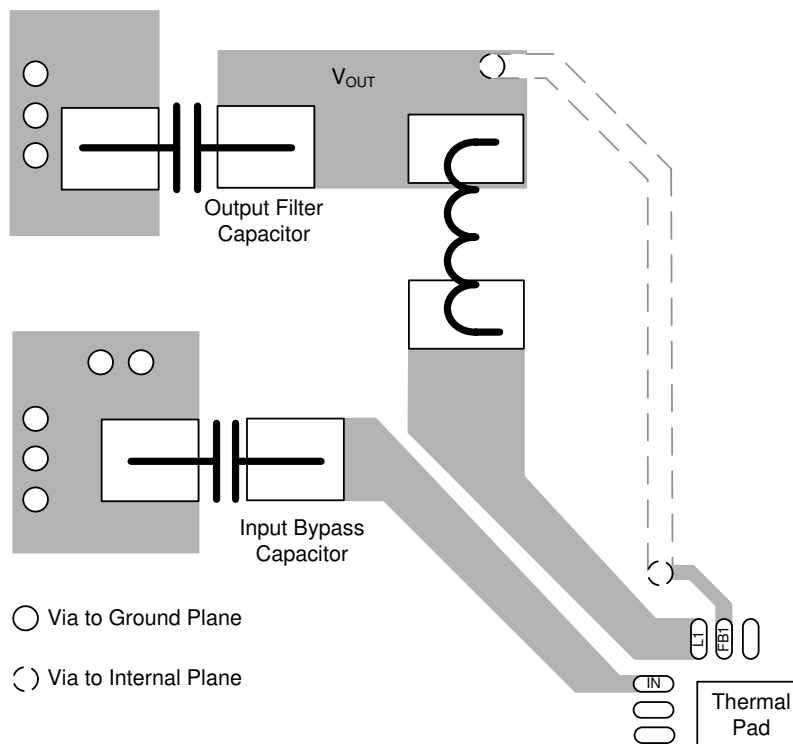 VOUT
Output Filter
Capacitor
Input Bypass
Capacitor
Via to Ground Plane
Via to Internal Plane
L1
FB1
IN
Thermal
Pad